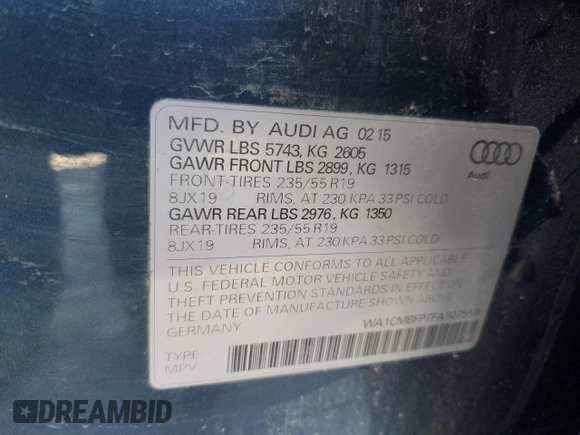 MFD. BY AUDI AG 02 15
GVWR LBS 5743, KG 2605
GAWR FRONT LBS 2899, KG 1315
FRONT-TIRES 235/55 R19
8JX19 RIMS, AT 230 KPA 33 PSI COLD
GAWR REAR LBS 2976, KG 1350
REAR-TIRES 235/55 R19
8JX19 RIMS, AT 230 KPA 33 PSI COLD
Audi
THIS VEHICLE CONFORMS TO ALL APPLICABLE
U.S. FEDERAL MOTOR VEHICLE SAFETY AND
THEFT PREVENTION STANDARDS IN EFFECT ON
THE DATE OF MANUFACTURE SHOWN ABOVE.
TYPE:
MPV
DREAMBID